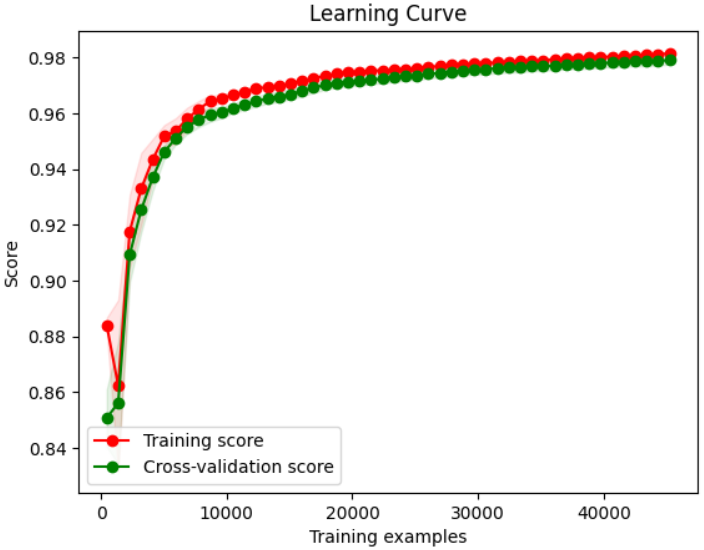 Learning Curve
0.98
0.96
0.94
0.92
0.90
0.88
0.86
0.84
Score
Training score
Cross-validation score
0
10000
20000
30000
40000
Training examples